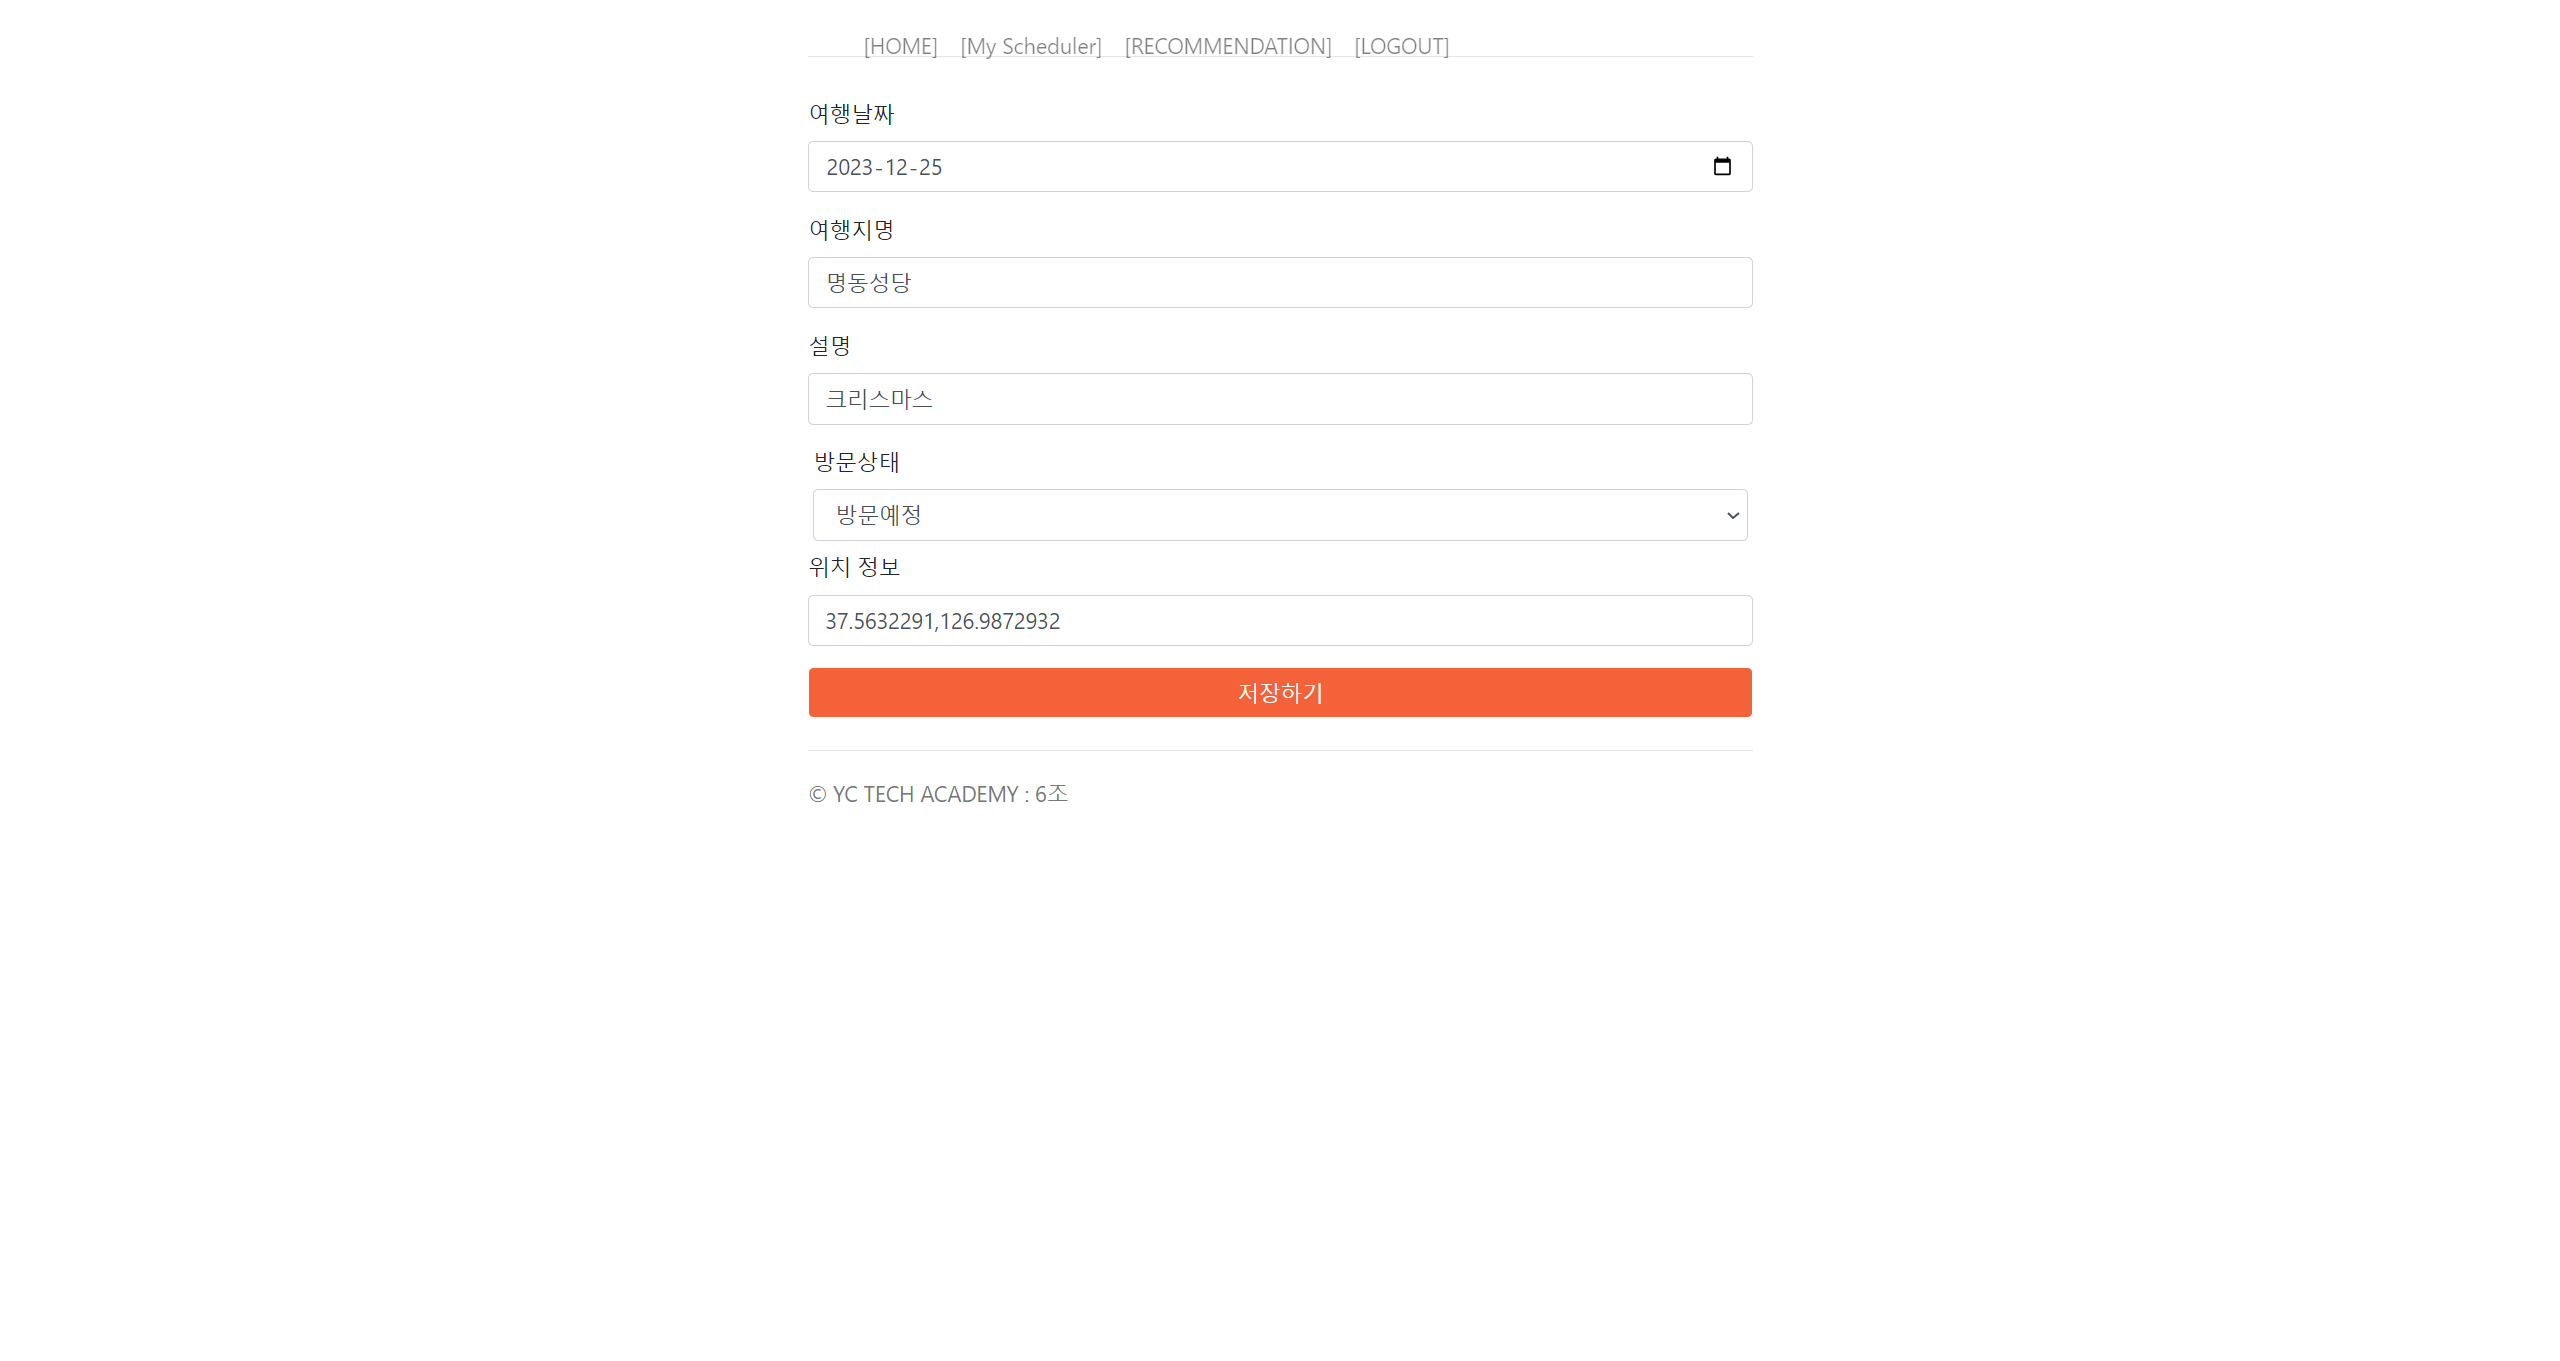 [HOME] [My Scheduler] [RECOMMENDATION] [LOGOUT]
여행날짜
2023-12-25
여행지명
명동성당
설명
크리스마스
방문상태
방문예정
위치 정보
37.5632291,126.9872932
저장하기
© YC TECH ACADEMY : 6조